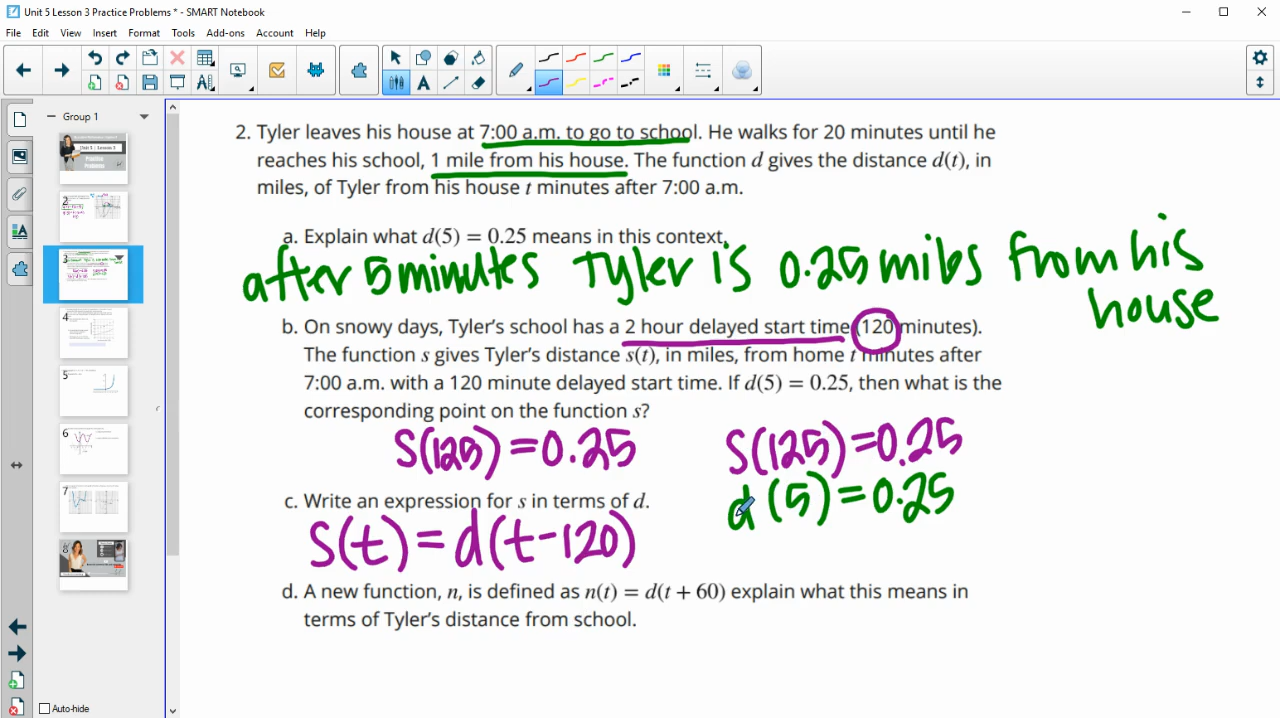 Unit 5 Lesson 3 Practice Problems * - SMART Notebook
File Edit View Insert Format Tools Add-ons Account Help
Group 1
2. Tyler leaves his house at 7:00 a.m. to go to school. He walks for 20 minutes until he
reaches his school, 1 mile from his house. The function d gives the distance d(t), in
miles, of Tyler from his house t minutes after 7:00 a.m.
a. Explain what d(5) = 0.25 means in this context.
after 5 minutes Tyler is 0.25 miles from his
house
b. On snowy days, Tyler's school has a 2 hour delayed start time (120 minutes).
The function s gives Tyler's distance s(t), in miles, from home t minutes after
7:00 a.m. with a 120 minute delayed start time. If d(5) = 0.25, then what is the
corresponding point on the function s?
s(125) = 0.25
s(125) = 0.25
d(5) = 0.25
c. Write an expression for s in terms of d.
s(t) = d(t-120)
d. A new function, n, is defined as n(t) = d(t + 60) explain what this means in
terms of Tyler's distance from school.
2
3
4
5
6
7
8
Auto-hide